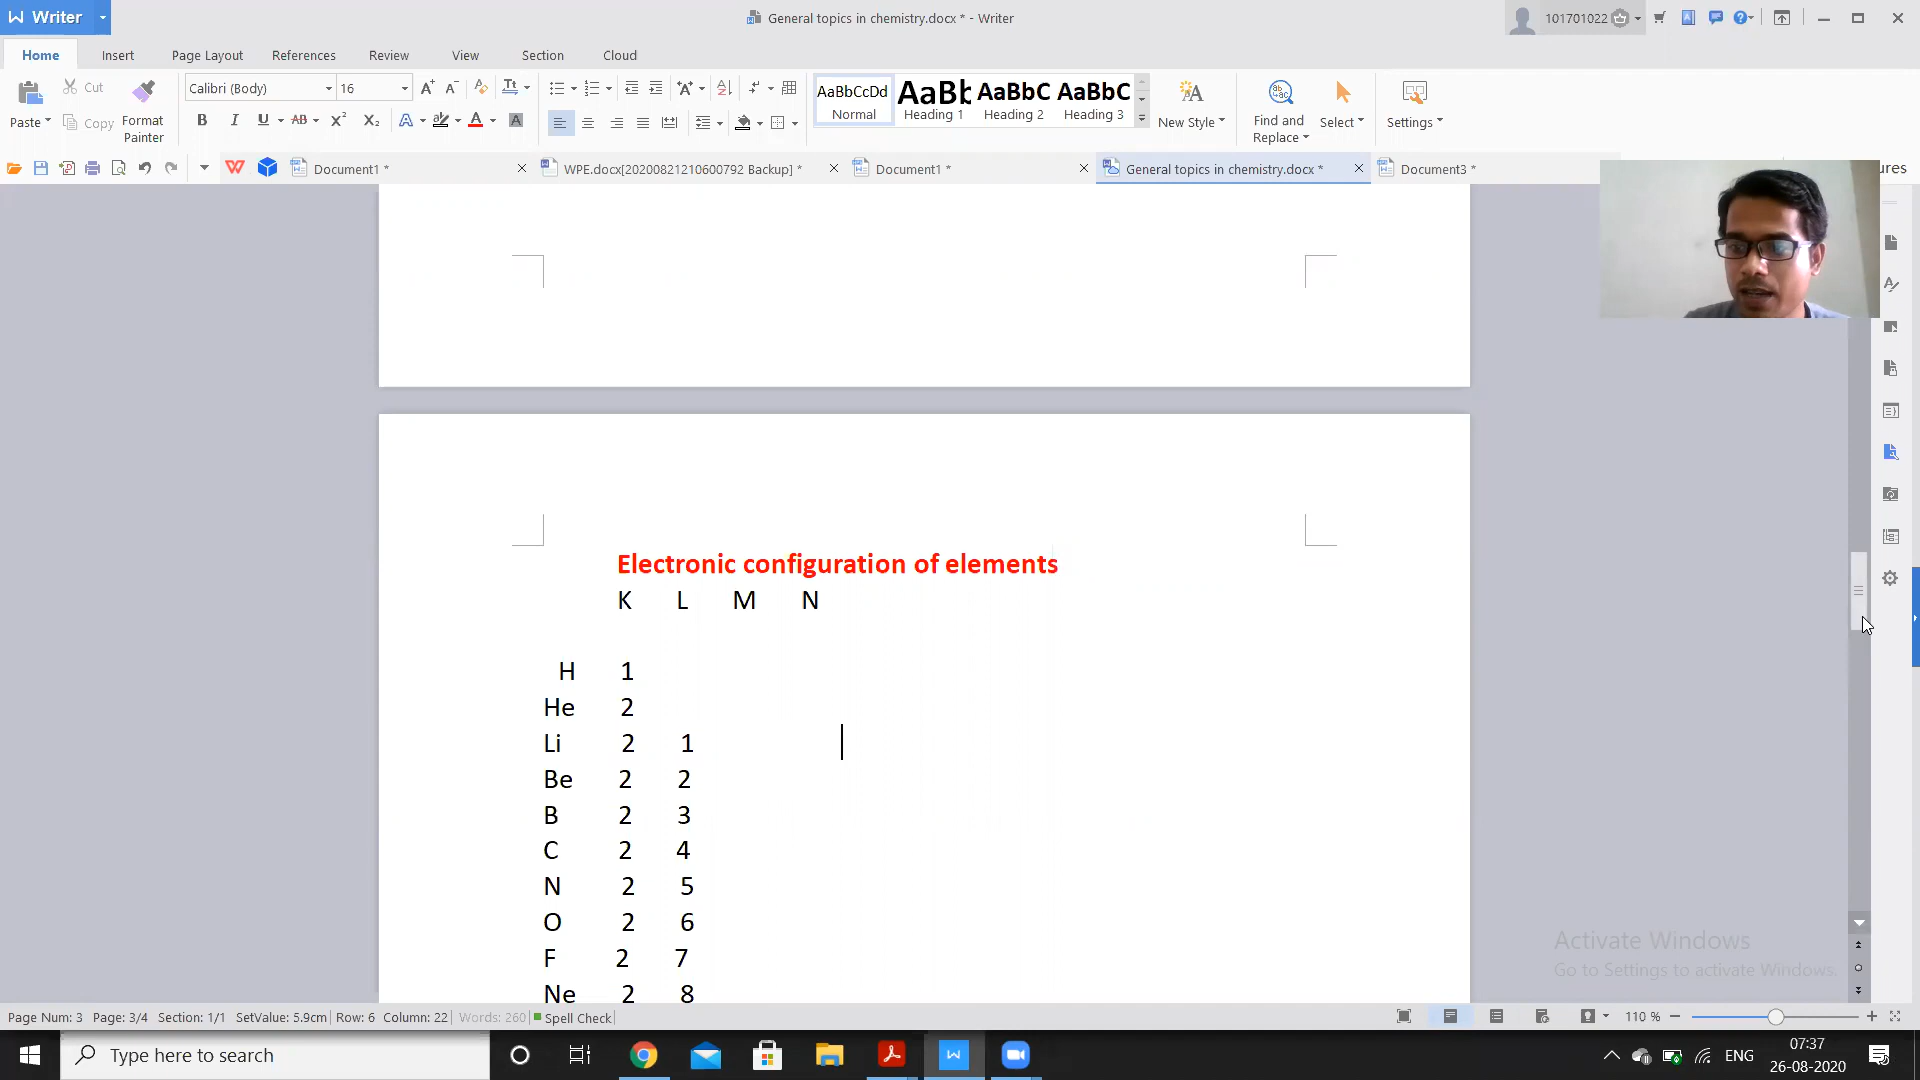 Writer
General topics in chemistry.docx * - Writer
101701022
Home Insert Page Layout References Review View Section Cloud
Paste Cut Copy Format Painter
Calibri (Body) 16
AaBbCcDd Normal
AaBb Heading 1
AaBbC Heading 2
AaBbC Heading 3
New Style
Find and Replace
Select
Settings
Document1 *
WPE.docx[20200821210600792 Backup] *
Document1 *
General topics in chemistry.docx *
Document3 *
ures
Electronic configuration of elements
K L M N
H 1
He 2
Li 2 1
Be 2 2
B 2 3
C 2 4
N 2 5
O 2 6
F 2 7
Ne 2 8
Activate Windows
Go to Settings to activate Windows.
Page Num: 3 Page: 3/4 Section: 1/1 SetValue: 5.9cm Row: 6 Column: 22 Words: 260 Spell Check
110 %
Type here to search
ENG
07:37
26-08-2020